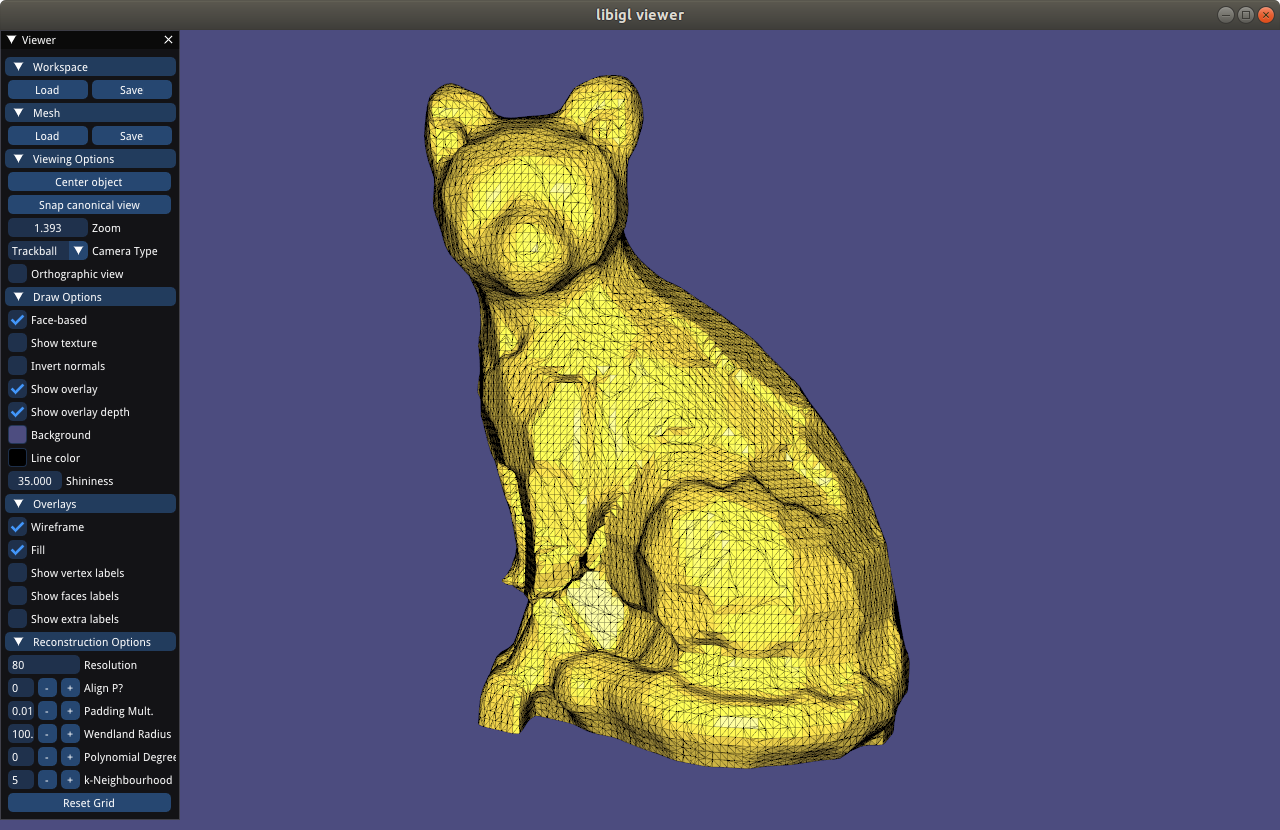 libigl viewer
Viewer
Workspace
Load Save
Mesh
Load Save
Viewing Options
Center object
Snap canonical view
1.393 Zoom
Trackball Camera Type
Orthographic view
Draw Options
Face-based
Show texture
Invert normals
Show overlay
Show overlay depth
Background
Line color
35.000 Shininess
Overlays
Wireframe
Fill
Show vertex labels
Show faces labels
Show extra labels
Reconstruction Options
80 Resolution
0 - + Align P?
0.01 - + Padding Mult.
100. - + Wendland Radius
0 - + Polynomial Degree
5 - + k-Neighbourhood
Reset Grid